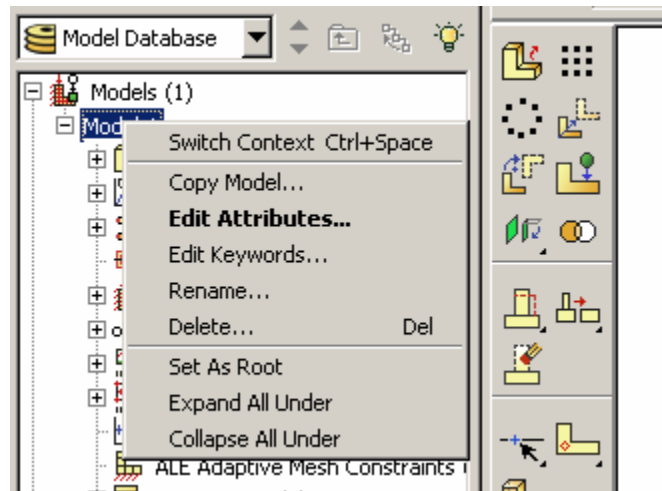 Model Database
Models (1)
Switch Context Ctrl+Space
Copy Model...
Edit Attributes...
Edit Keywords...
Rename...
Delete... Del
Set As Root
Expand All Under
Collapse All Under
ALE Adaptive Mesh Constraints